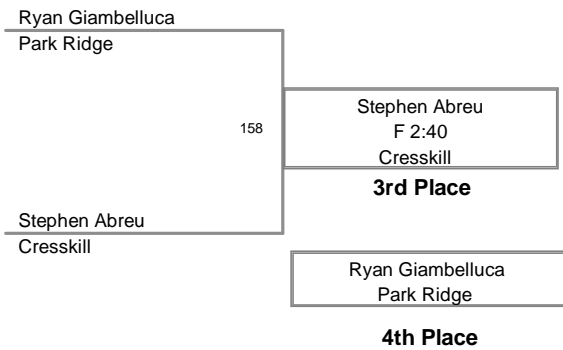 Ryan Giambelluca
Park Ridge
158
Stephen Abreu
F 2:40
Cresskill
3rd Place
Stephen Abreu
Cresskill
Ryan Giambelluca
Park Ridge
4th Place